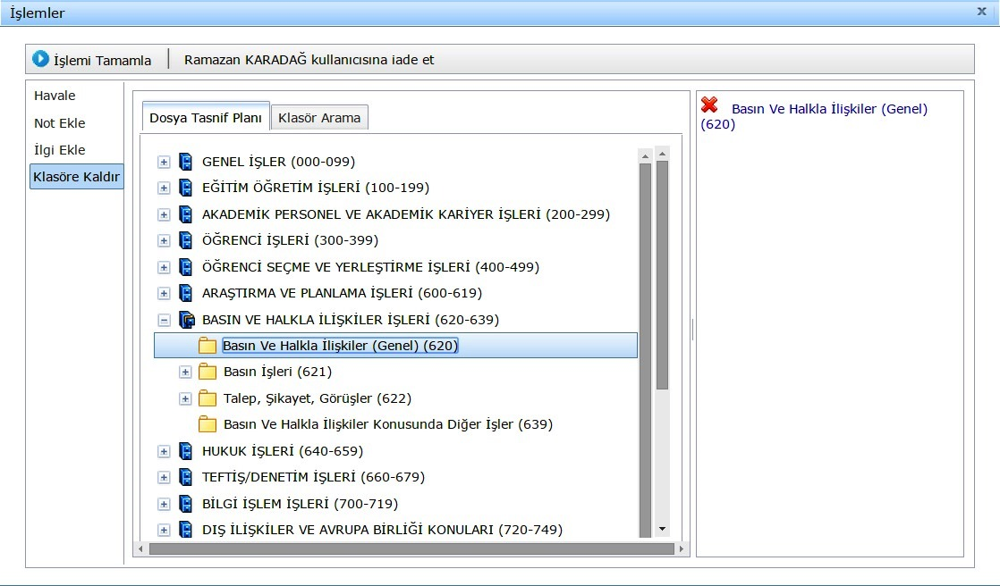 İşlemler
x
İşlemi Tamamla
Ramazan KARADAĞ kullanıcısına iade et
Havale
Not Ekle
İlgi Ekle
Klasöre Kaldır
Dosya Tasnif Planı
Klasör Arama
GENEL İŞLER (000-099)
EĞİTİM ÖĞRETİM İŞLERİ (100-199)
AKADEMİK PERSONEL VE AKADEMİK KARİYER İŞLERİ (200-299)
ÖĞRENCİ İŞLERİ (300-399)
ÖĞRENCİ SEÇME VE YERLEŞTİRME İŞLERİ (400-499)
ARAŞTIRMA VE PLANLAMA İŞLERİ (600-619)
BASIN VE HALKLA İLİŞKİLER İŞLERİ (620-639)
Basın Ve Halkla İlişkiler (Genel) (620)
Basın İşleri (621)
Talep, Şikayet, Görüşler (622)
Basın Ve Halkla İlişkiler Konusunda Diğer İşler (639)
HUKUK İŞLERİ (640-659)
TEFTİŞ/DENETİM İŞLERİ (660-679)
BİLGİ İŞLEM İŞLERİ (700-719)
DIŞ İLİŞKİLER VE AVRUPA BİRLİĞİ KONULARI (720-749)
Basın Ve Halkla İlişkiler (Genel)
(620)